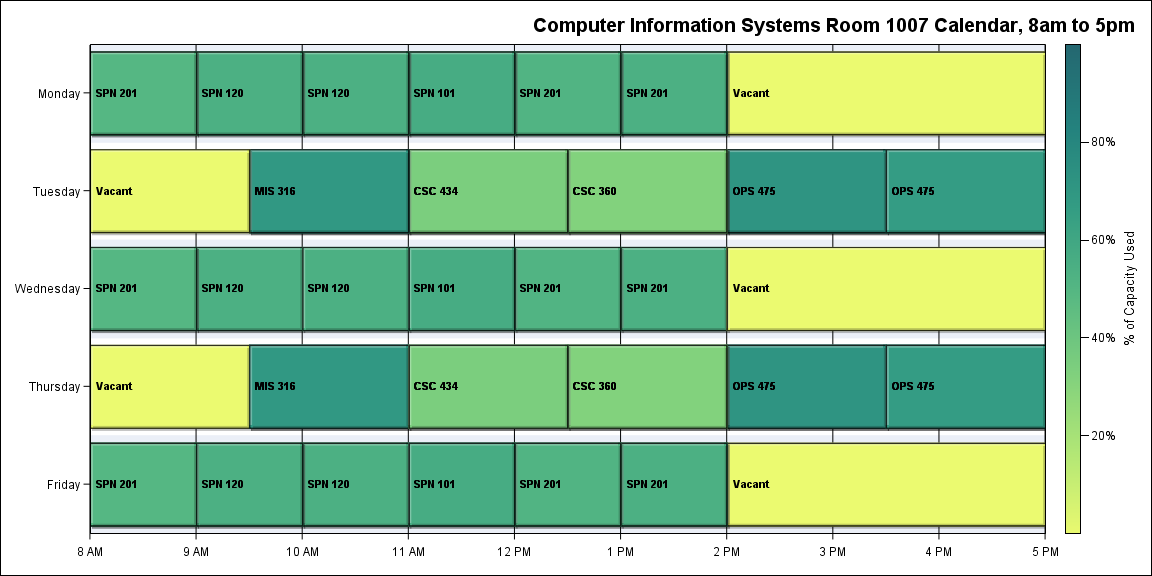 Computer Information Systems Room 1007 Calendar, 8am to 5pm
Monday
SPN 201
SPN 120
SPN 120
SPN 101
SPN 201
SPN 201
Vacant
Tuesday
Vacant
MIS 316
CSC 434
CSC 360
OPS 475
OPS 475
Wednesday
SPN 201
SPN 120
SPN 120
SPN 101
SPN 201
SPN 201
Vacant
Thursday
Vacant
MIS 316
CSC 434
CSC 360
OPS 475
OPS 475
Friday
SPN 201
SPN 120
SPN 120
SPN 101
SPN 201
SPN 201
Vacant
8 AM
9 AM
10 AM
11 AM
12 PM
1 PM
2 PM
3 PM
4 PM
5 PM
80%
60%
40%
20%
% of Capacity Used